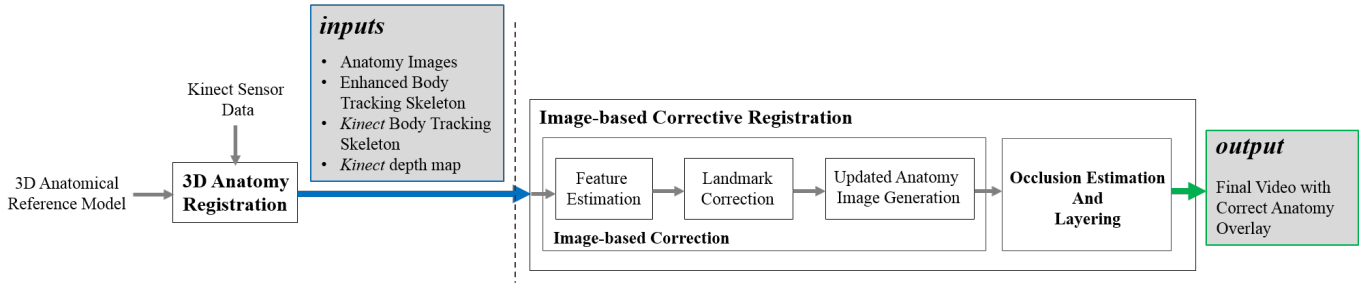 Kinect Sensor
Data
3D Anatomical
Reference Model
3D Anatomy
Registration
inputs
• Anatomy Images
• Enhanced Body
Tracking Skeleton
• Kinect Body Tracking
Skeleton
• Kinect depth map
Image-based Corrective Registration
Feature
Estimation
Landmark
Correction
Updated Anatomy
Image Generation
Image-based Correction
Occlusion Estimation
And
Layering
output
Final Video with
Correct Anatomy
Overlay